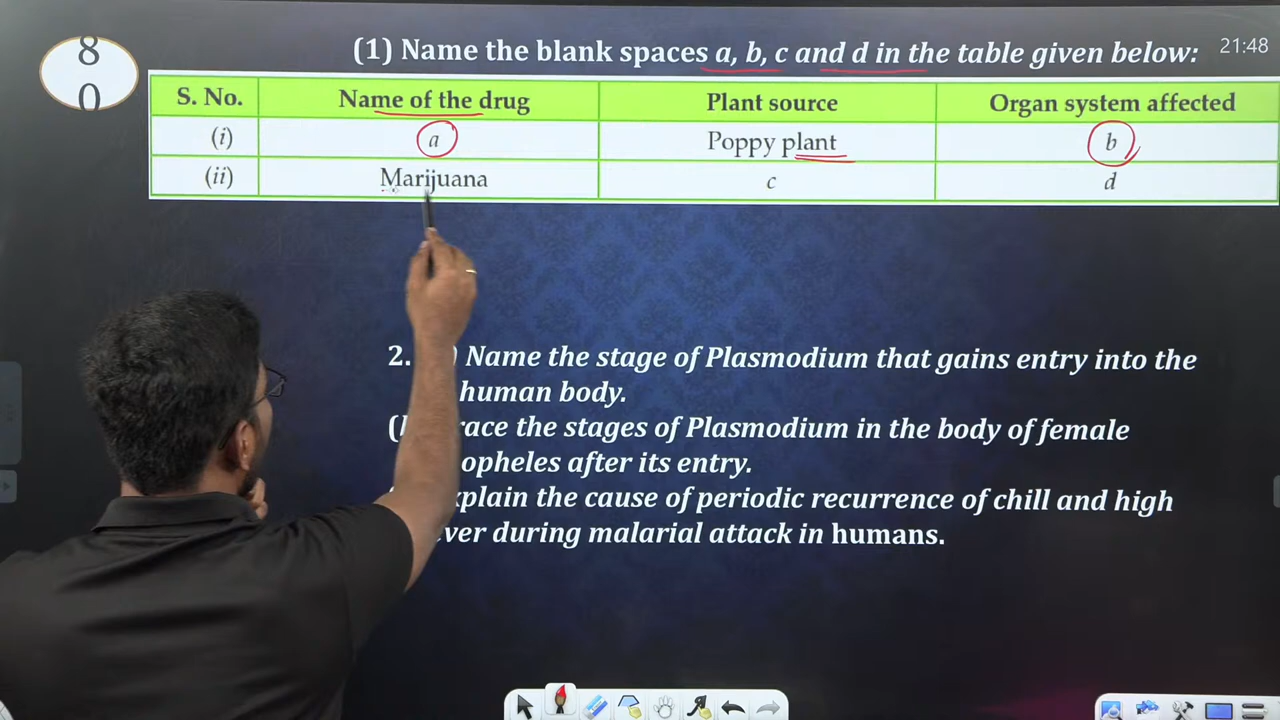 8
0
(1) Name the blank spaces a, b, c and d in the table given below:
21:48
S. No. Name of the drug Plant source Organ system affected
(i) a Poppy plant b
(ii) Marijuana c d
2. ) Name the stage of Plasmodium that gains entry into the
human body.
( race the stages of Plasmodium in the body of female
opheles after its entry.
xplain the cause of periodic recurrence of chill and high
ver during malarial attack in humans.